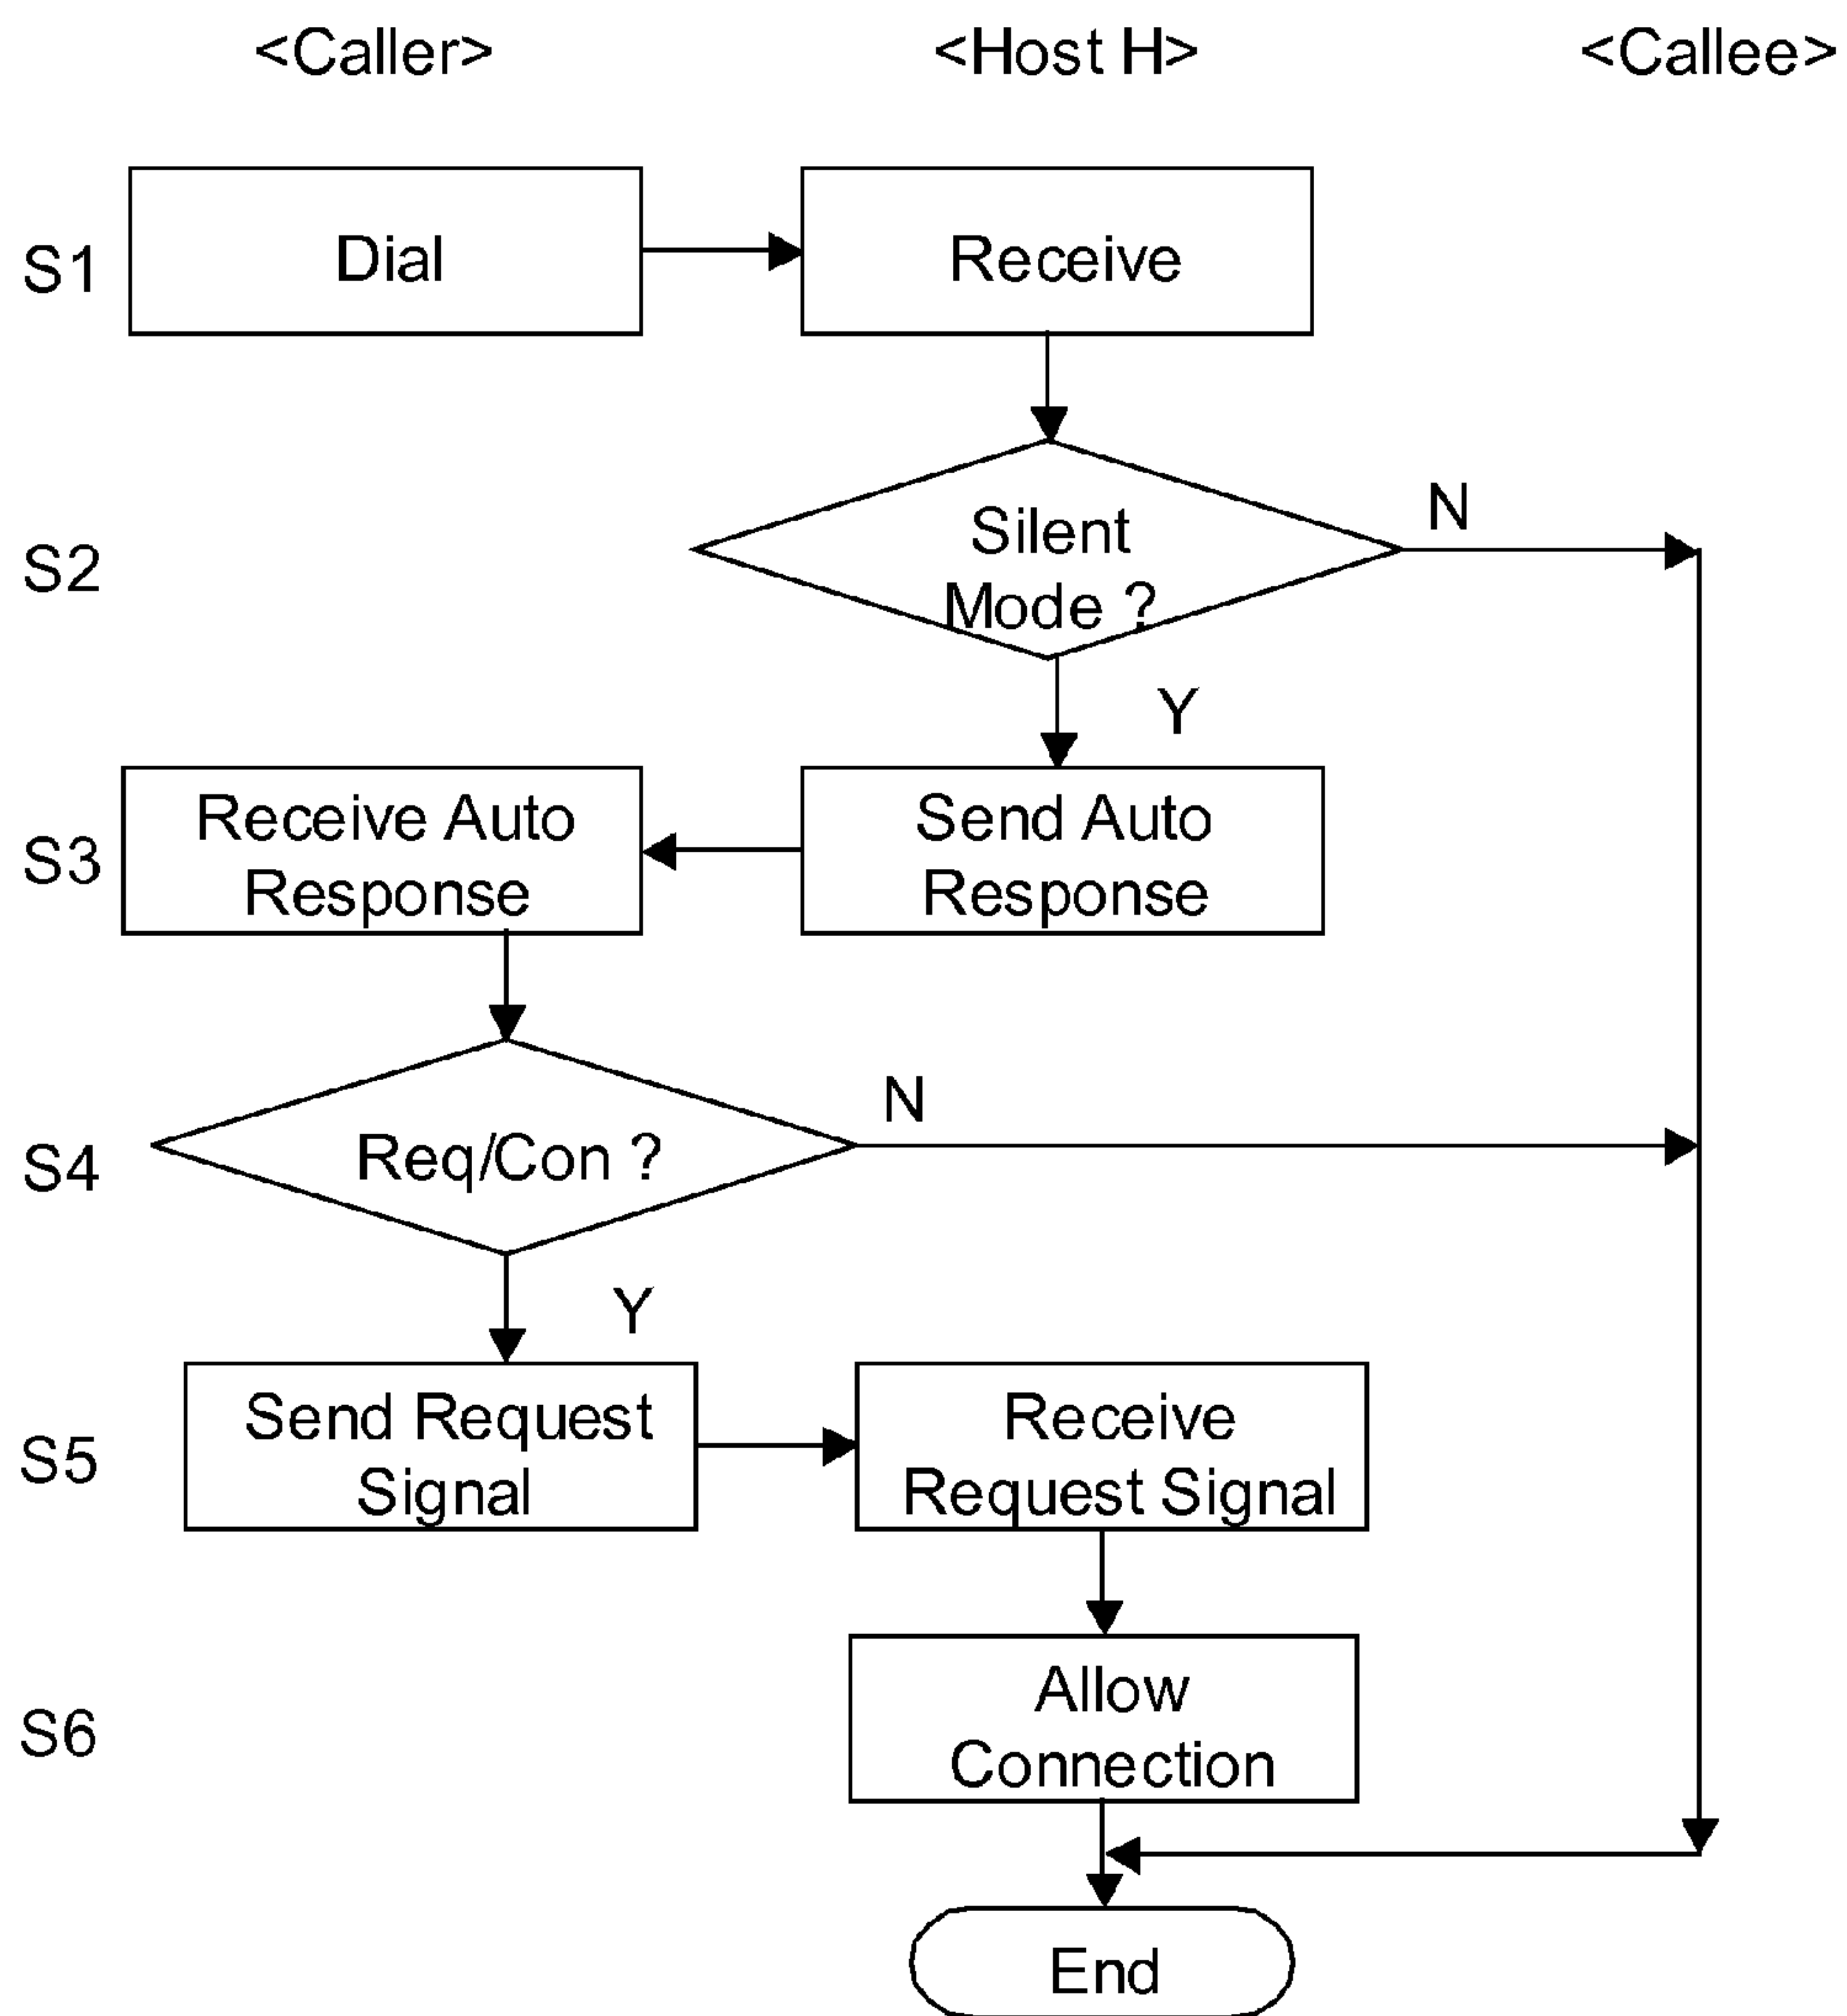 <Caller>
<Host H>
<Callee>
S1
Dial
Receive
S2
Silent
Mode ?
N
Y
S3
Receive Auto
Response
Send Auto
Response
S4
Req/Con ?
N
Y
S5
Send Request
Signal
Receive
Request Signal
S6
Allow
Connection
End